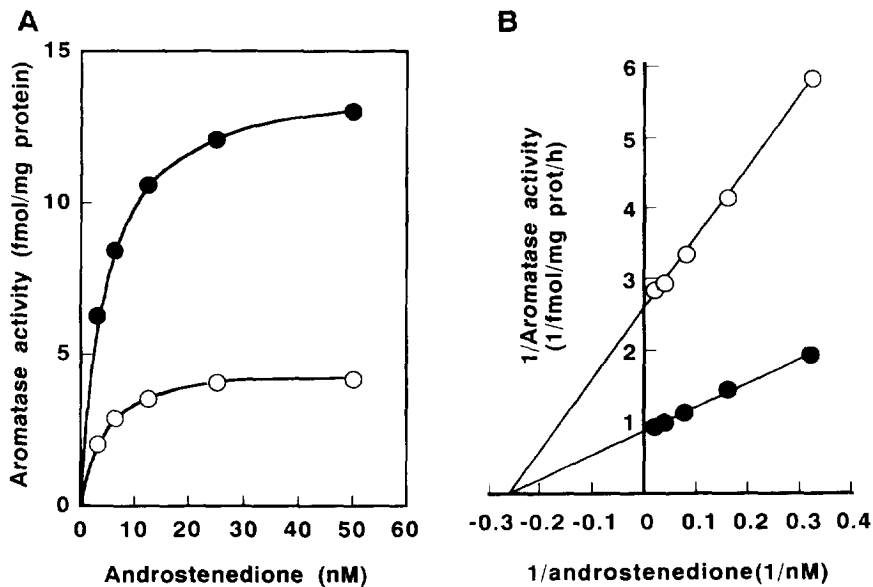 A
Aromatase activity (fmol/mg protein)
15
10
5
0
0 10 20 30 40 50 60
Androstenedione (nM)
B
1/Aromatase activity
(1/fmol/mg prot/h)
6
5
4
3
2
1
-0.3 -0.2 -0.1 0 0.1 0.2 0.3 0.4
1/androstenedione(1/nM)